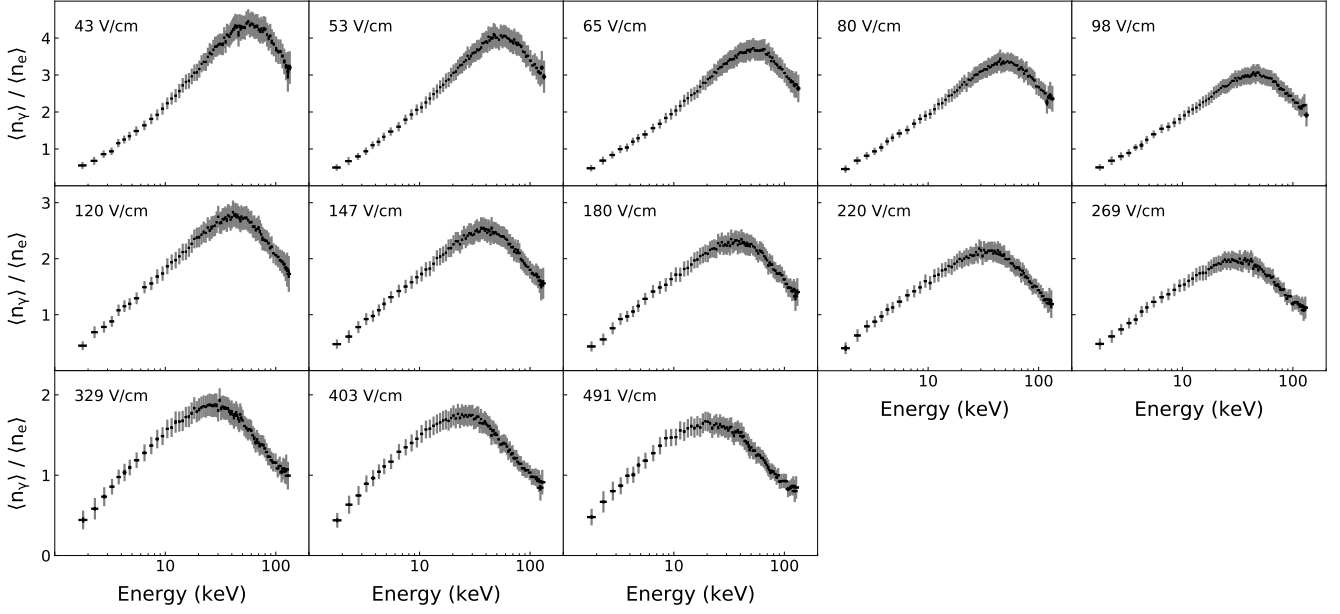 43 V/cm
53 V/cm
65 V/cm
80 V/cm
98 V/cm
4
3
2
1
⟨nγ⟩ / ⟨ne⟩
120 V/cm
147 V/cm
180 V/cm
220 V/cm
269 V/cm
3
2
1
⟨nγ⟩ / ⟨ne⟩
10 100
10 100
Energy (keV)
Energy (keV)
329 V/cm
403 V/cm
491 V/cm
2
1
0
⟨nγ⟩ / ⟨ne⟩
10 100
10 100
10 100
Energy (keV)
Energy (keV)
Energy (keV)